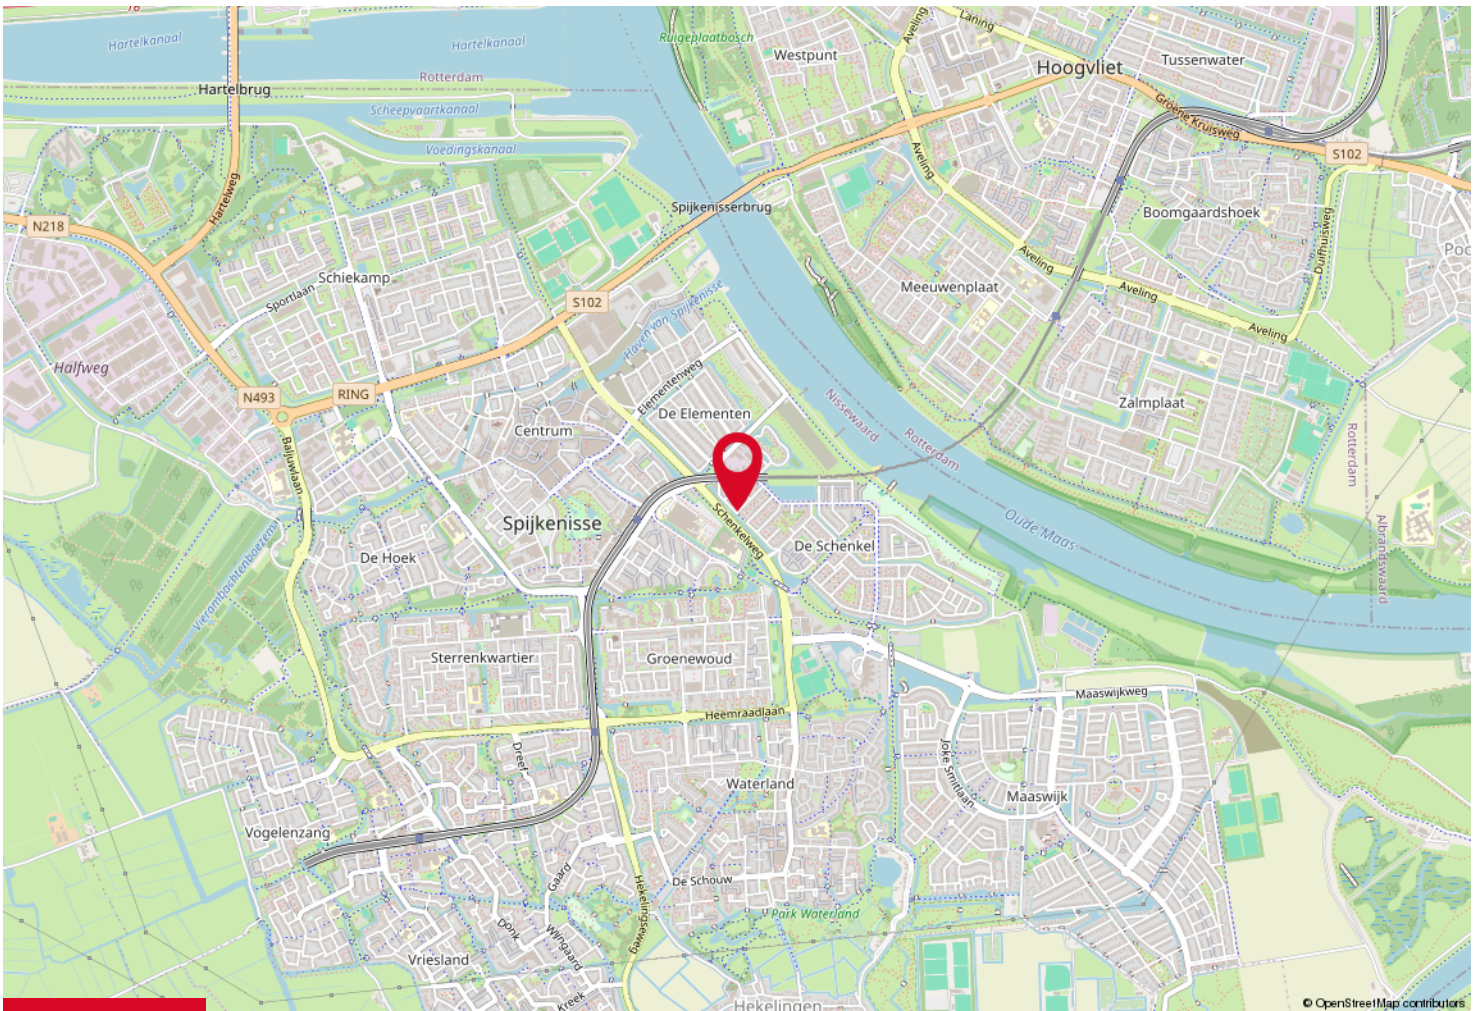 Hartelkanaal
Hartelkanaal
Ruigeplaatbosch
Westpunt
Aveling
Laning
Hoogvliet
Tussenwater
Rotterdam
Hartelbrug
Scheepvaartkanaal
Voedingskanaal
Groene Kruisweg
S102
Aveling
Hartelweg
N218
Spijkenisserbrug
Boomgaardshoek
Duifhuisweg
Poo
Schiekamp
Sportlaan
S102
Meeuwenplaat
Aveling
Aveling
Aveling
Haven van Spijkenisse
Halfweg
N493
RING
Elementenweg
De Elementen
Centrum
Nissewaard
Rotterdam
Zalmplaat
Rotterdam
Albrandswaard
Baljuwlaan
Spijkenisse
Schenkelweg
De Schenkel
Oude Maas
De Hoek
Vierambachtenboezem
Sterrenkwartier
Groenewoud
Heemraadlaan
Maaswijkweg
Dreef
Joke Smitlaan
Waterland
Maaswijk
Vogelenzang
Gaard
De Schouw
Hekelingseweg
Park Waterland
Donk
Wijngaard
Vriesland
Kreek
Hekelingen
© OpenStreetMap contributors